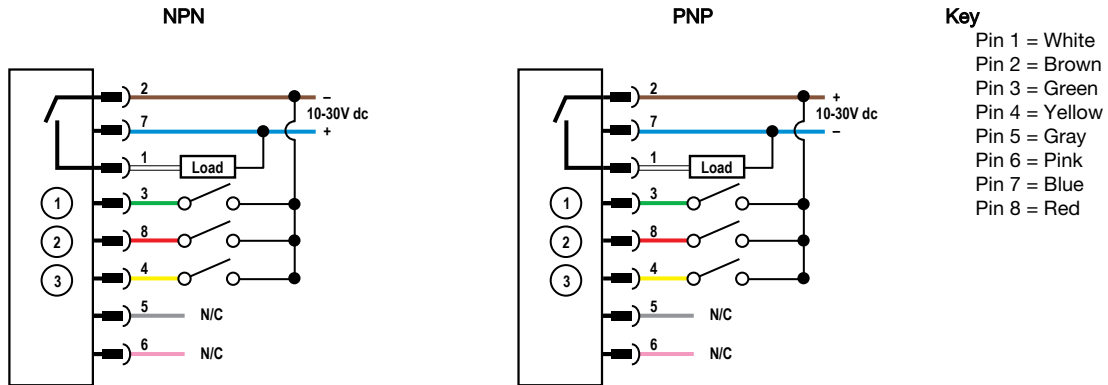 NPN
2
–
10-30V dc
7
+
1
Load
1
3
2
8
3
4
5
N/C
6
N/C
PNP
2
+
10-30V dc
7
–
1
Load
1
3
2
8
3
4
5
N/C
6
N/C
Key
Pin 1 = White
Pin 2 = Brown
Pin 3 = Green
Pin 4 = Yellow
Pin 5 = Gray
Pin 6 = Pink
Pin 7 = Blue
Pin 8 = Red